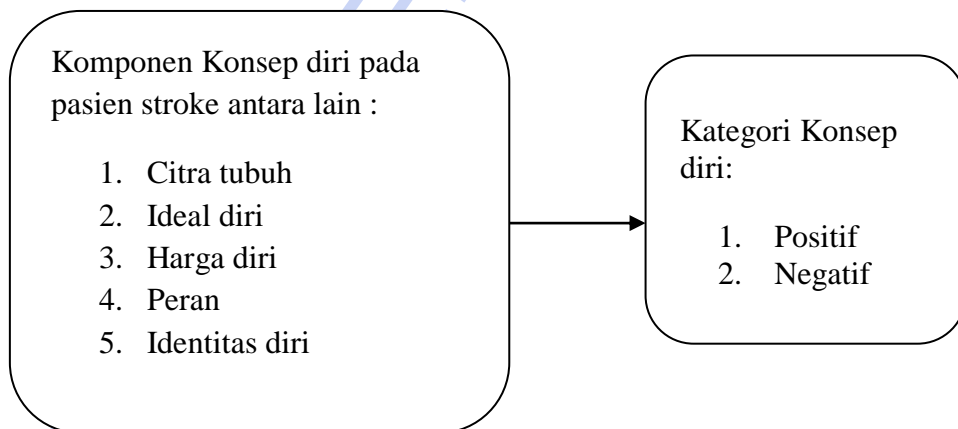 Komponen Konsep diri pada
pasien stroke antara lain :
1. Citra tubuh
2. Ideal diri
3. Harga diri
4. Peran
5. Identitas diri
Kategori Konsep
diri:
1. Positif
2. Negatif